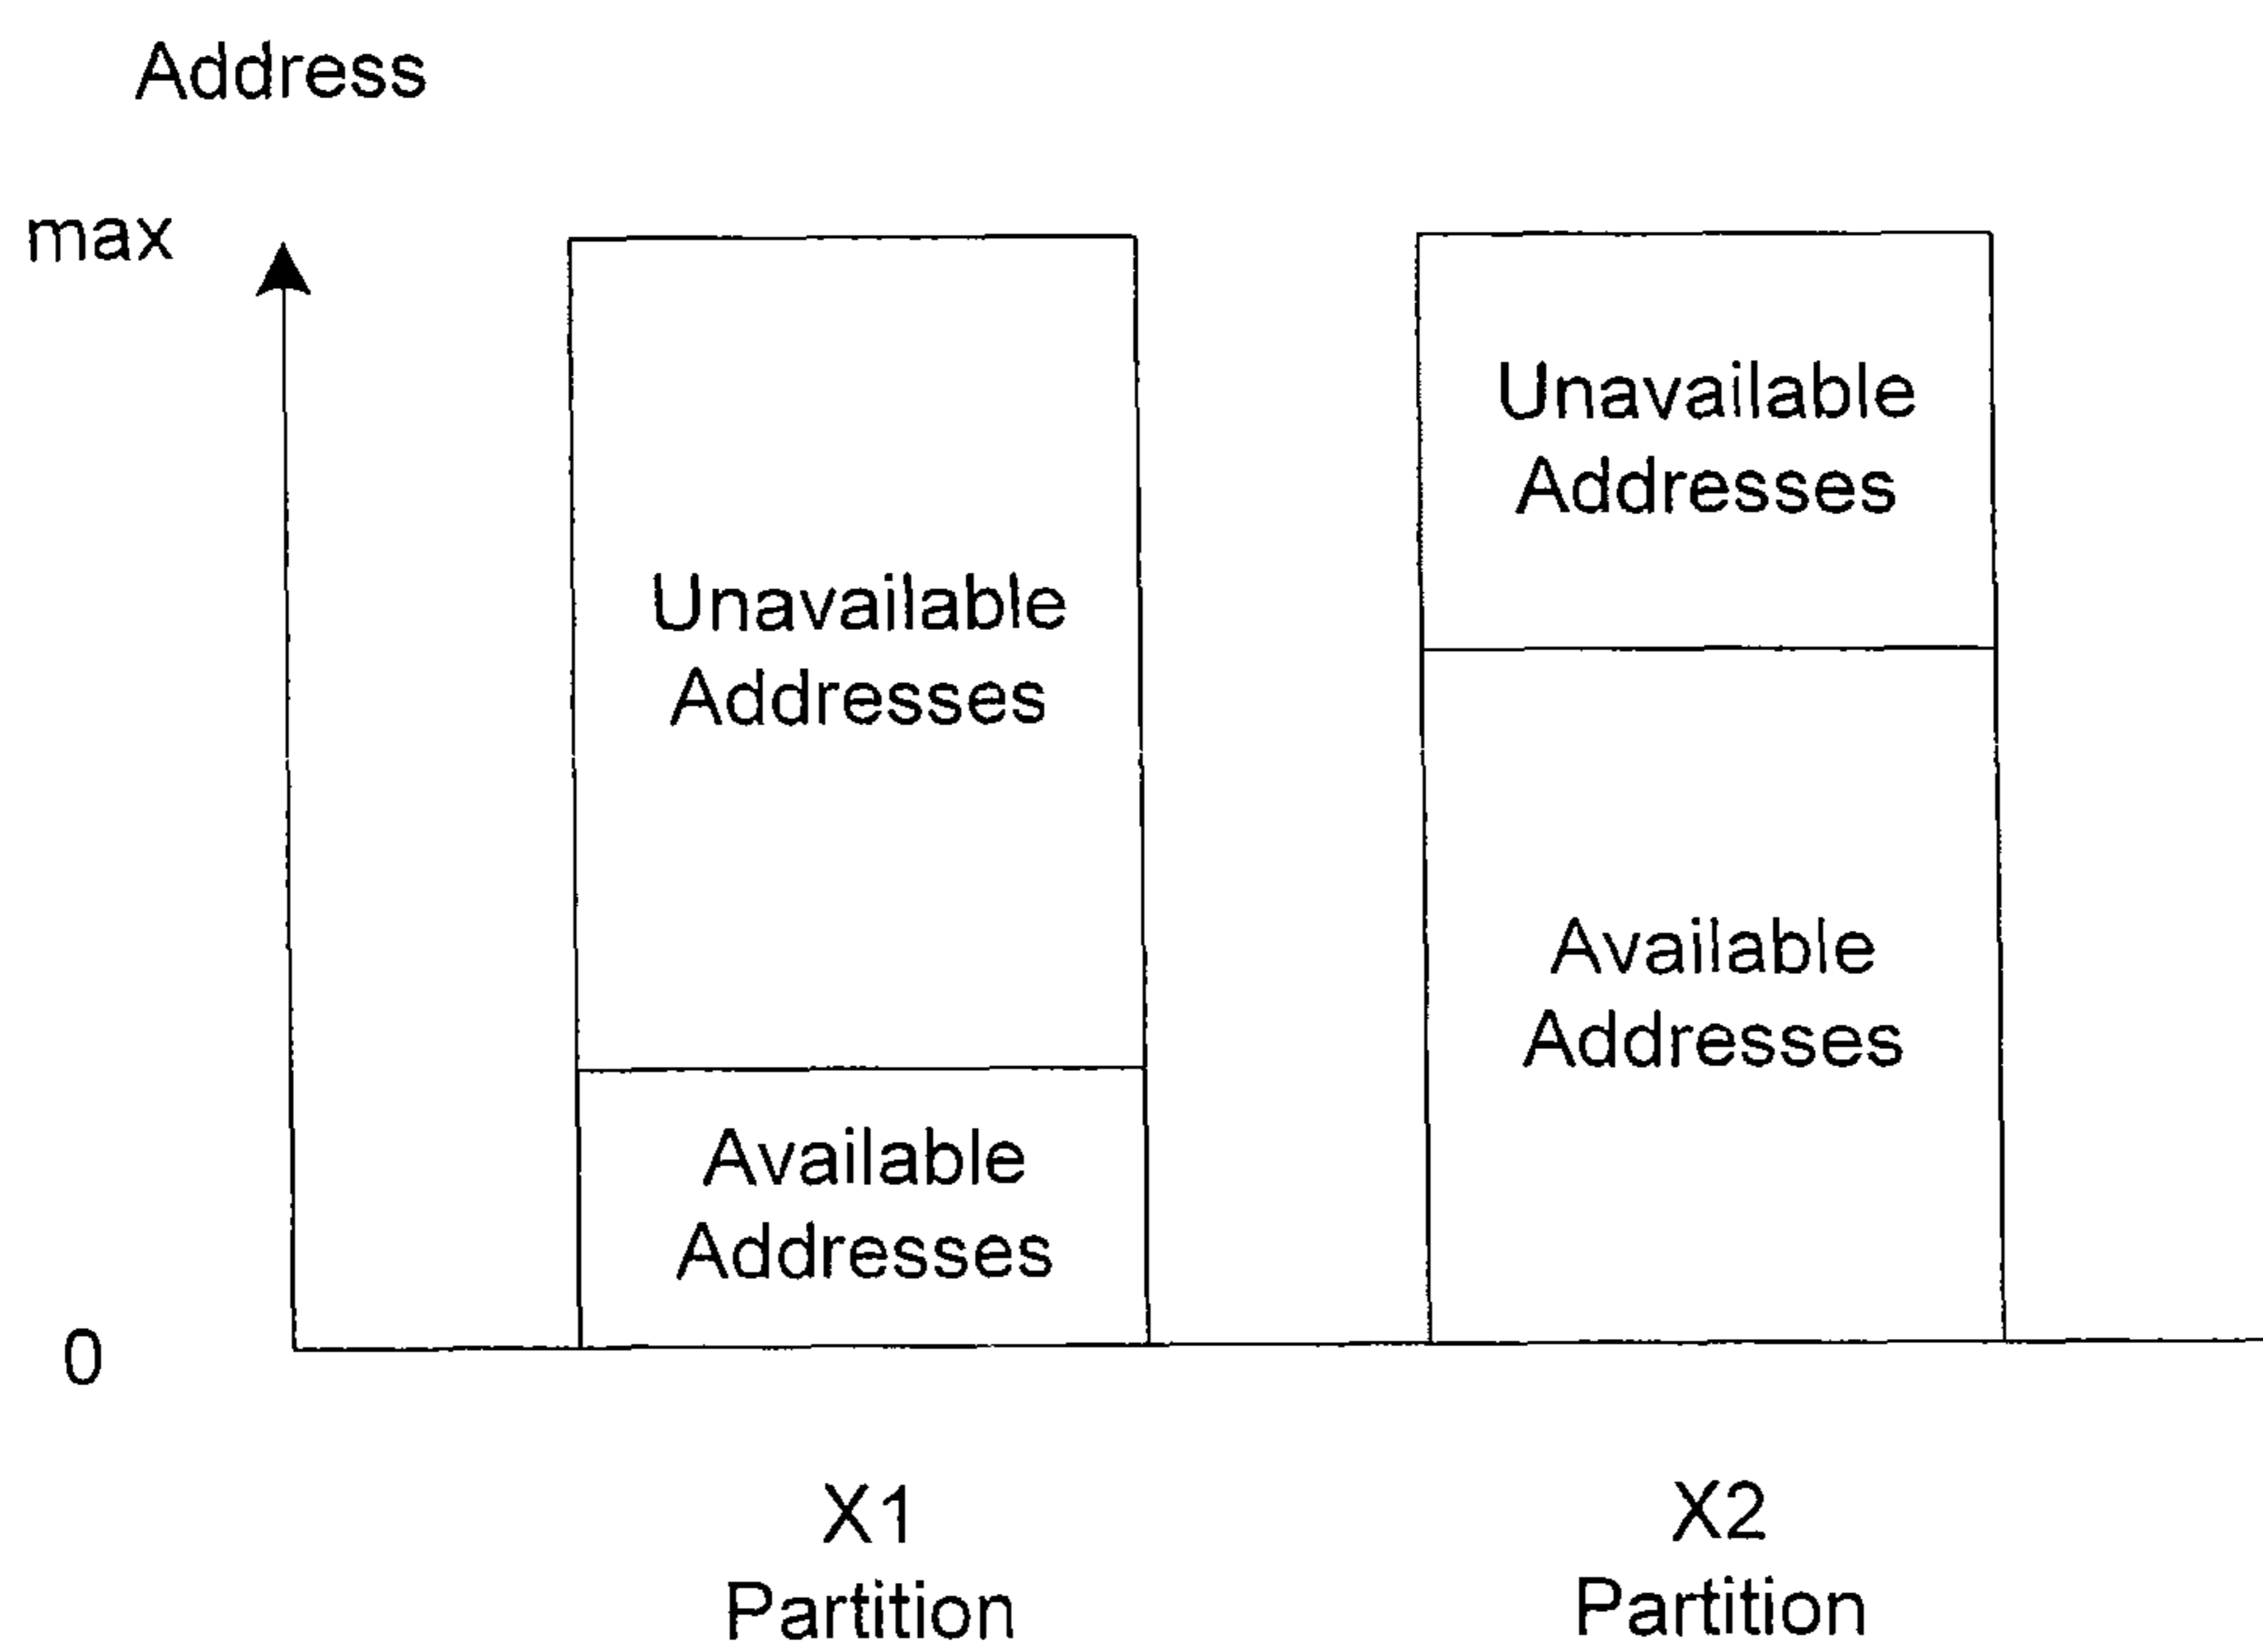 Address
max
Unavailable
Addresses
Available
Addresses
Unavailable
Addresses
Available
Addresses
0
X1
Partition
X2
Partition